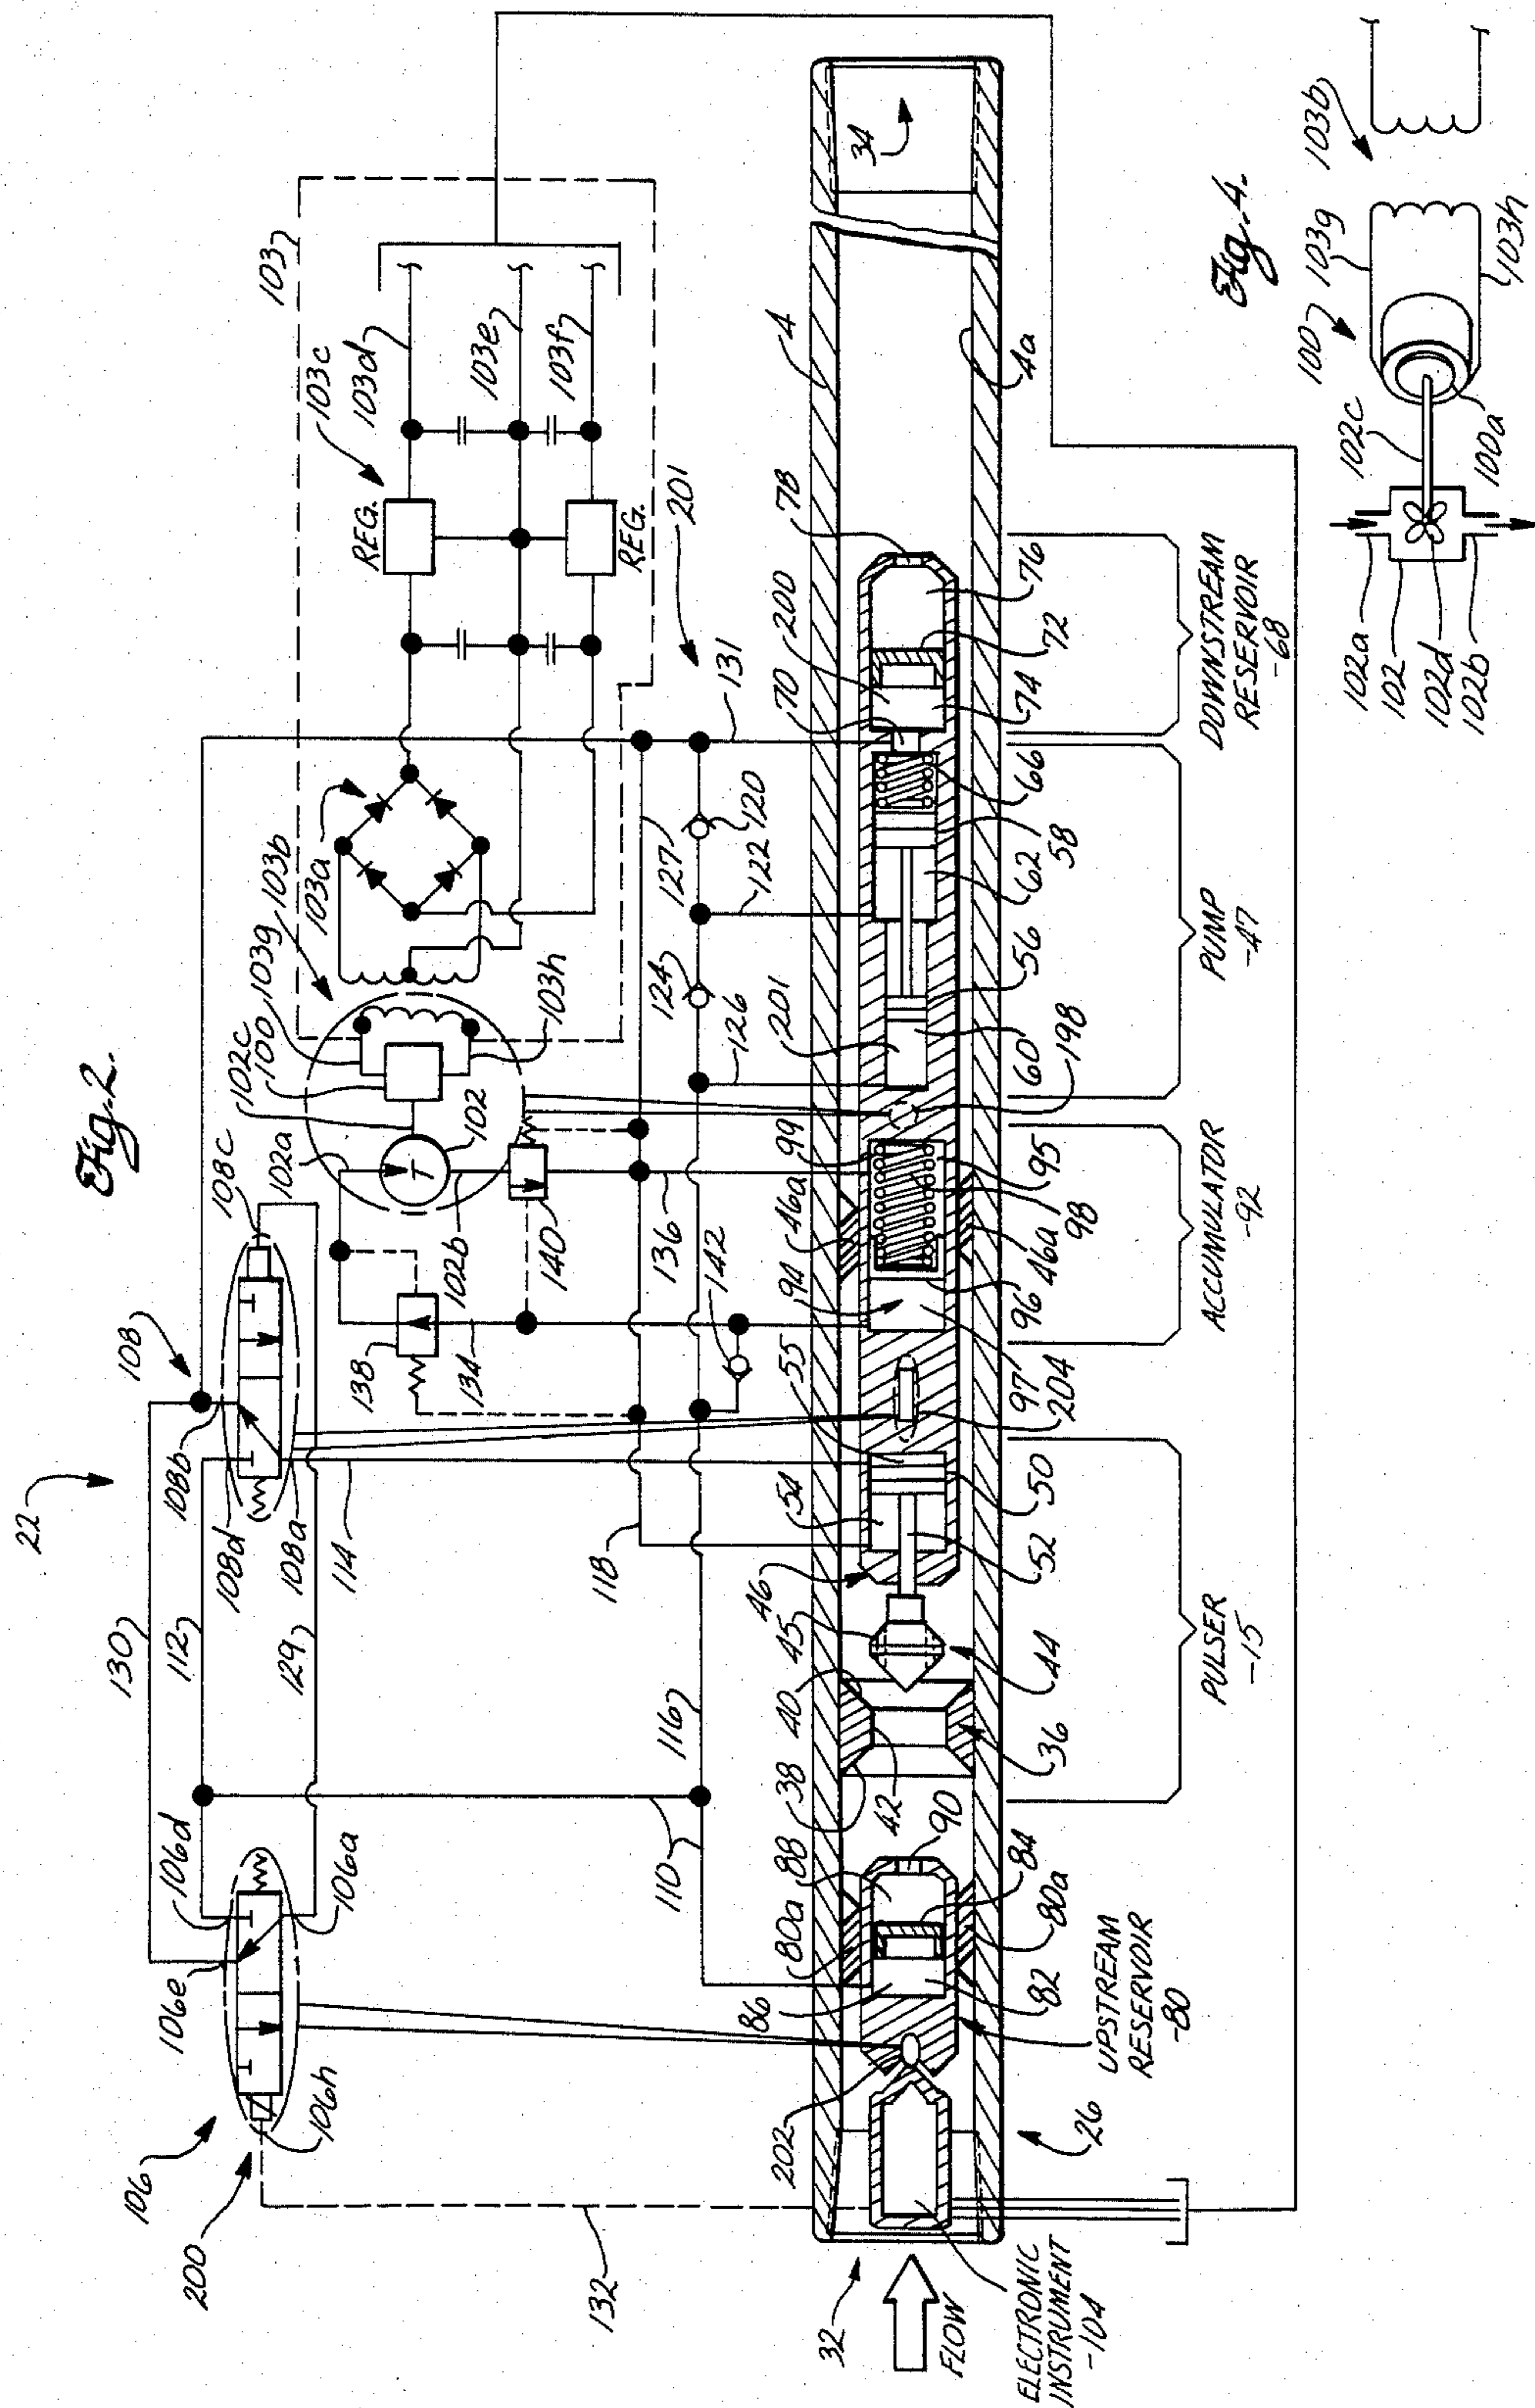 Fig. 2.
22
130
112
108d
108b
108
108c
102a
102c
100
103g
103b
103a
103c
103d
103
106d
106e
106
200
106h
106a
129
108a
114
138
134
102b
102
103h
REG.
103e
103f
REG.
140
201
132
110
116
118
136
142
126
124
127
122
120
131
32
FLOW
202
86
80a
88
38
40
45
46
54
55
94
46a
99
201
70
200
78
4
34
ELECTRONIC
INSTRUMENT
-104
26
82
80a
84
90
42
36
44
52
50
97
204
96
46a
98
95
198
60
56
62
58
66
74
72
76
4a
UPSTREAM
RESERVOIR
-80
PULSER
-15
ACCUMULATOR
-92
PUMP
-47
DOWNSTREAM
RESERVOIR
-68
Fig. 4.
102a
102
102d
102b
102c
100
100a
103g
103h
103b